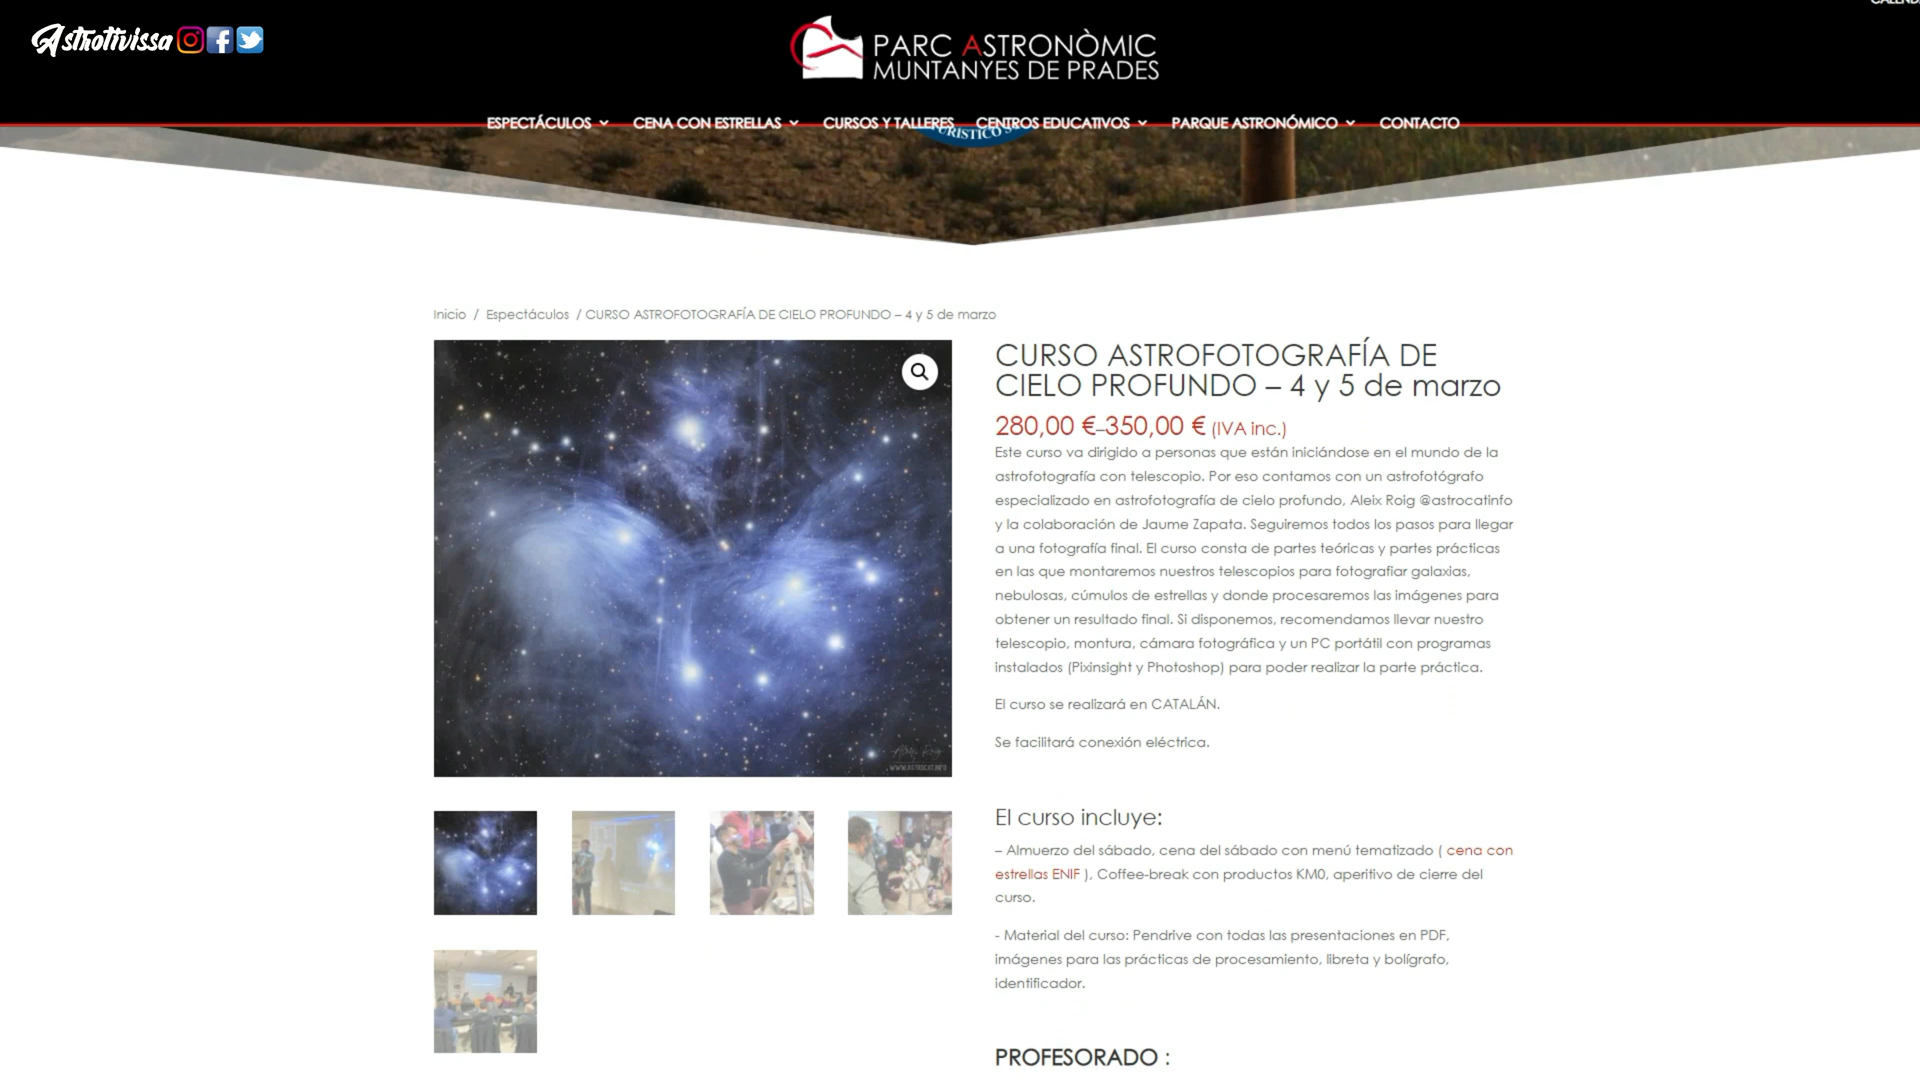 Astrotivissa
PARC ASTRONÒMIC
MUNTANYES DE PRADES
ESPECTÁCULOS CENA CON ESTRELLAS CURSOS Y TALLERES CENTROS EDUCATIVOS PARQUE ASTRONÓMICO CONTACTO
Inicio / Espectáculos / CURSO ASTROFOTOGRAFÍA DE CIELO PROFUNDO – 4 y 5 de marzo
CURSO ASTROFOTOGRAFÍA DE
CIELO PROFUNDO – 4 y 5 de marzo
280,00 €–350,00 € (IVA inc.)
Este curso va dirigido a personas que están iniciándose en el mundo de la
astrofotografía con telescopio. Por eso contamos con un astrofotógrafo
especializado en astrofotografía de cielo profundo, Aleix Roig @astrocatinfo
y la colaboración de Jaume Zapata. Seguiremos todos los pasos para llegar
a una fotografía final. El curso consta de partes teóricas y partes prácticas
en las que montaremos nuestros telescopios para fotografiar galaxias,
nebulosas, cúmulos de estrellas y donde procesaremos las imágenes para
obtener un resultado final. Si disponemos, recomendamos llevar nuestro
telescopio, montura, cámara fotográfica y un PC portátil con programas
instalados (Pixinsight y Photoshop) para poder realizar la parte práctica.
El curso se realizará en CATALÁN.
Se facilitará conexión eléctrica.
WWW.ASTROCAT.INFO
El curso incluye:
– Almuerzo del sábado, cena del sábado con menú tematizado ( cena con
estrellas ENIF ), Coffee-break con productos KM0, aperitivo de cierre del
curso.
- Material del curso: Pendrive con todas las presentaciones en PDF,
imágenes para las prácticas de procesamiento, libreta y bolígrafo,
identificador.
PROFESORADO :